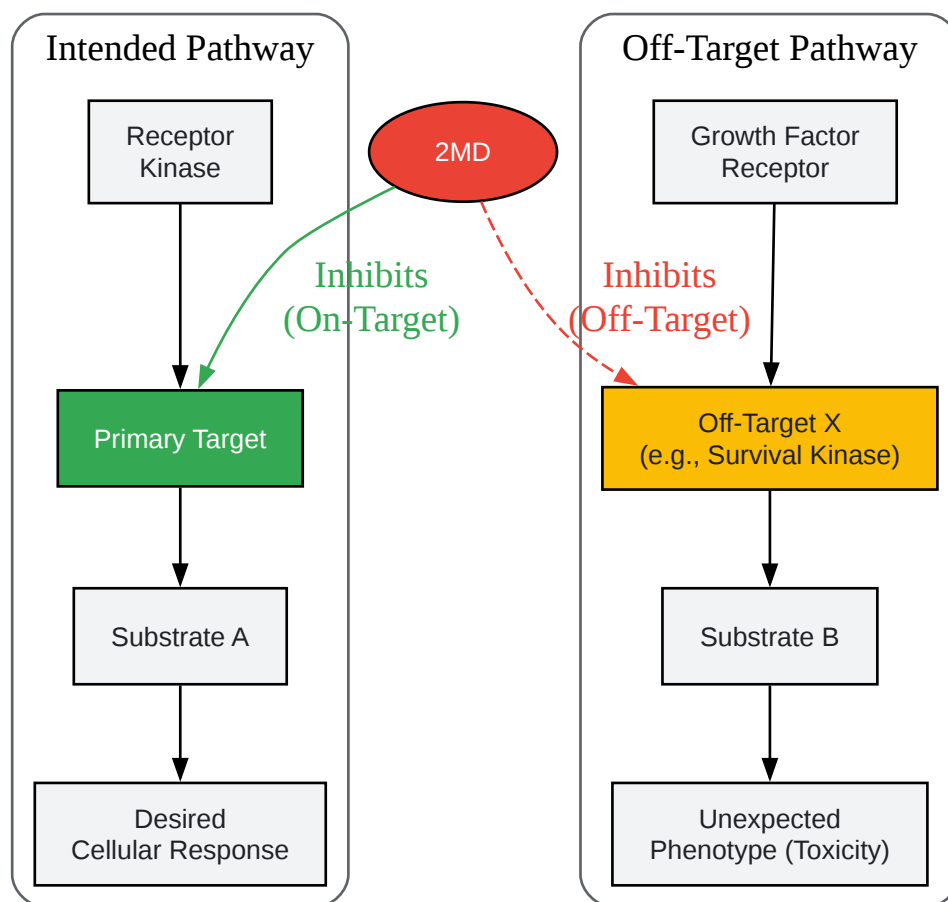 Intended Pathway
Off-Target Pathway
Receptor
Kinase
2MD
Growth Factor
Receptor
Inhibits
(On-Target)
Inhibits
(Off-Target)
Primary Target
Off-Target X
(e.g., Survival Kinase)
Substrate A
Substrate B
Desired
Cellular Response
Unexpected
Phenotype (Toxicity)